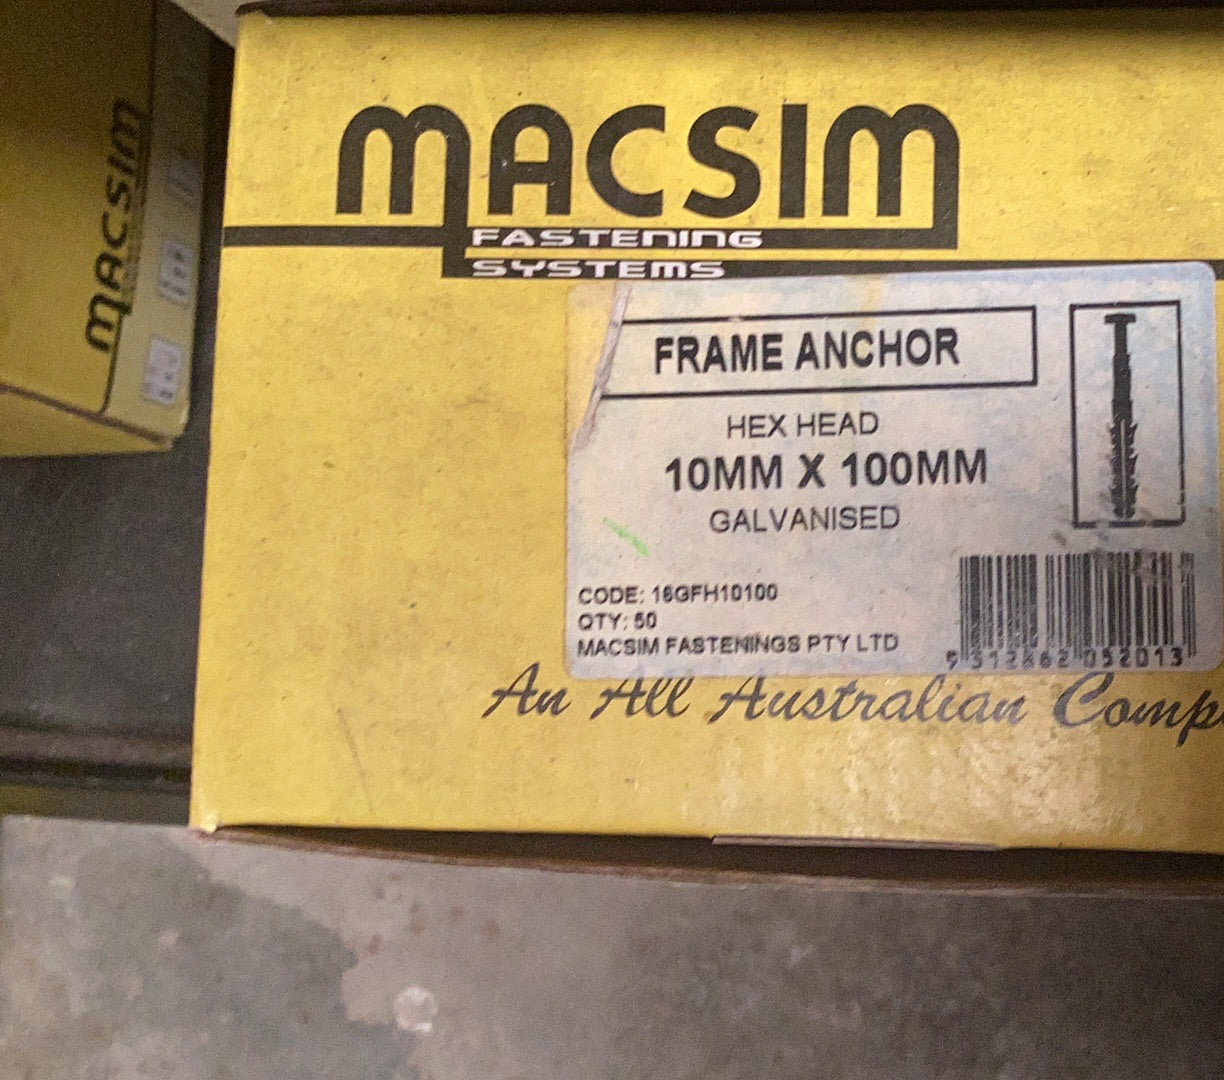 MACSIM
FASTENING
SYSTEMS
FRAME ANCHOR
HEX HEAD
10MM X 100MM
GALVANISED
CODE: 16GFH10100
QTY: 50
MACSIM FASTENINGS PTY LTD
An All Australian
MACSIM